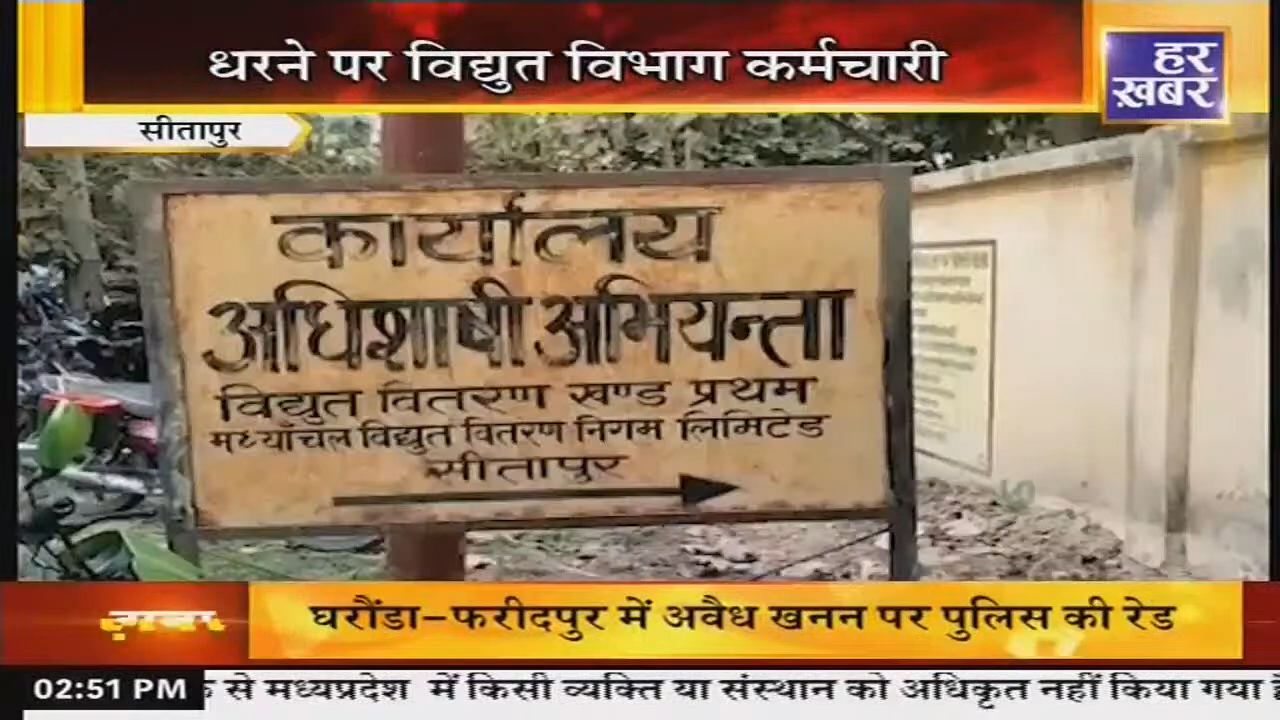 धरने पर विद्युत विभाग कर्मचारी
हर
ख़बर
सीतापुर
कार्यालय
अधिशाषी अभियन्ता
विद्युत वितरण खण्ड प्रथम
मध्याँचल विद्युत वितरण निगम लिमिटेड
सीतापुर
घरौंडा-फरीदपुर में अवैध खनन पर पुलिस की रेड
02:51 PM
से मध्यप्रदेश में किसी व्यक्ति या संस्थान को अधिकृत नहीं किया गया